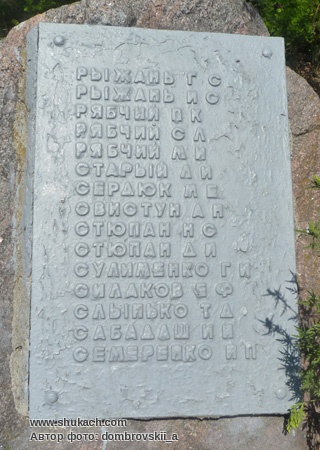 РЫЖАНЬ Г С
РЫЖАНЬ И С
РЯБЧИЙ П К
РЯБЧИЙ С Л
РЯБЧИЙ М И
СТАРЫЙ Л И
СЕРДЮК М Е
СВИСТУН А Н
СТЮПАН Н С
СТЮПАН Д И
СУЛИМЕНКО Г И
СИЛАКОВ Ф
СЛЫНЬКО Т Д
САБАДАШ И И
СЕМЕРЕНКО И П
www.shukach.com
Автор фото: dombrovskii_a